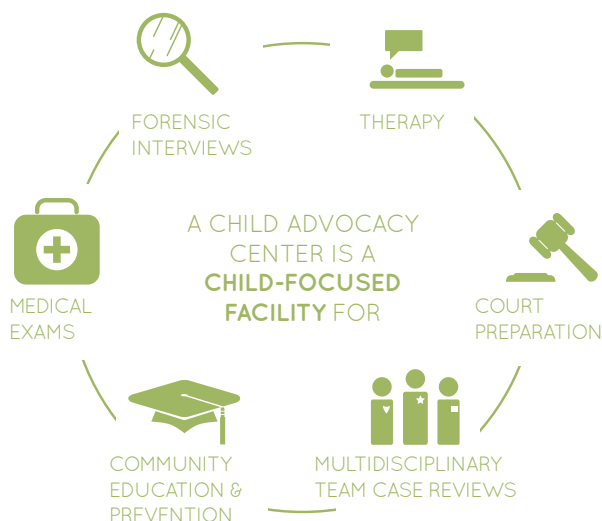 FORENSIC
INTERVIEWS
THERAPY
A CHILD ADVOCACY
CENTER IS A
CHILD-FOCUSED
FACILITY FOR
MEDICAL
EXAMS
COURT
PREPARATION
COMMUNITY
EDUCATION &
PREVENTION
MULTIDISCIPLINARY
TEAM CASE REVIEWS